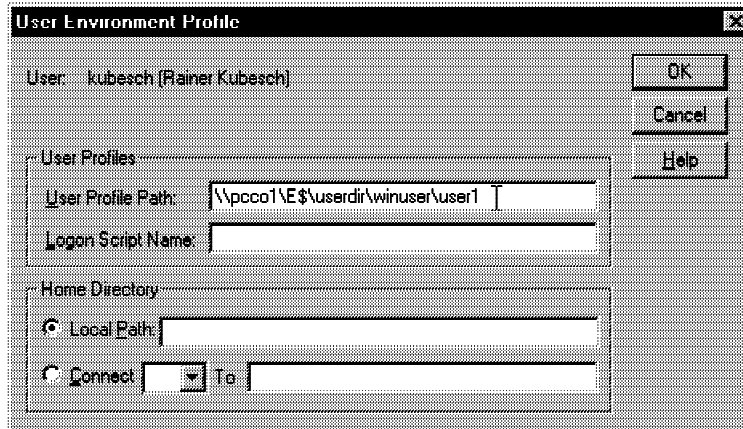 User Environment Profile
User: kubesch (Rainer Kubesch)
OK
Cancel
Help
User Profiles
User Profile Path: \\pcco1\E$\userdir\winuser\user1
Logon Script Name:
Home Directory
Local Path:
Connect To